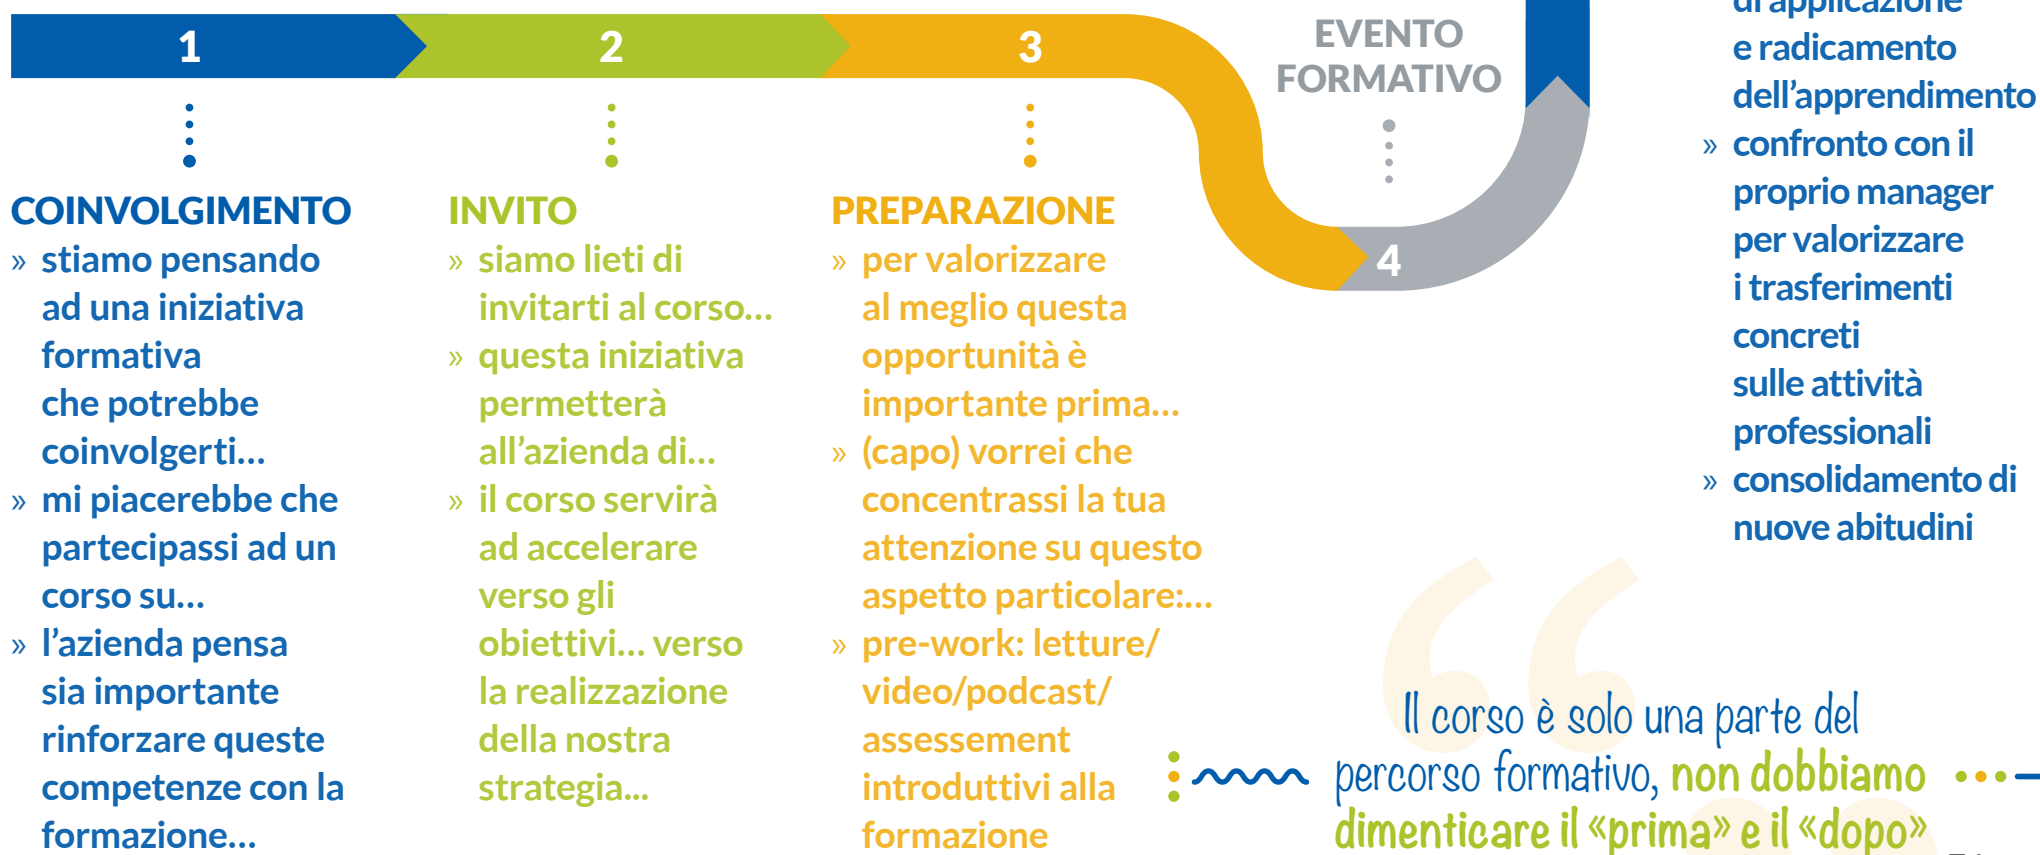 1
2
3
EVENTO
FORMATIVO
4
COINVOLGIMENTO
» stiamo pensando
ad una iniziativa
formativa
che potrebbe
coinvolgerti...
» mi piacerebbe che
partecipassi ad un
corso su...
» l’azienda pensa
sia importante
rinforzare queste
competenze con la
formazione...
INVITO
» siamo lieti di
invitarti al corso...
» questa iniziativa
permetterà
all’azienda di...
» il corso servirà
ad accelerare
verso gli
obiettivi... verso
la realizzazione
della nostra
strategia...
PREPARAZIONE
» per valorizzare
al meglio questa
opportunità è
importante prima...
» (capo) vorrei che
concentrassi la tua
attenzione su questo
aspetto particolare:...
» pre-work: letture/
video/podcast/
assessement
introduttivi alla
formazione
di applicazione
e radicamento
dell’apprendimento
» confronto con il
proprio manager
per valorizzare
i trasferimenti
concreti
sulle attività
professionali
» consolidamento di
nuove abitudini
Il corso è solo una parte del
percorso formativo, non dobbiamo
dimenticare il «prima» e il «dopo»